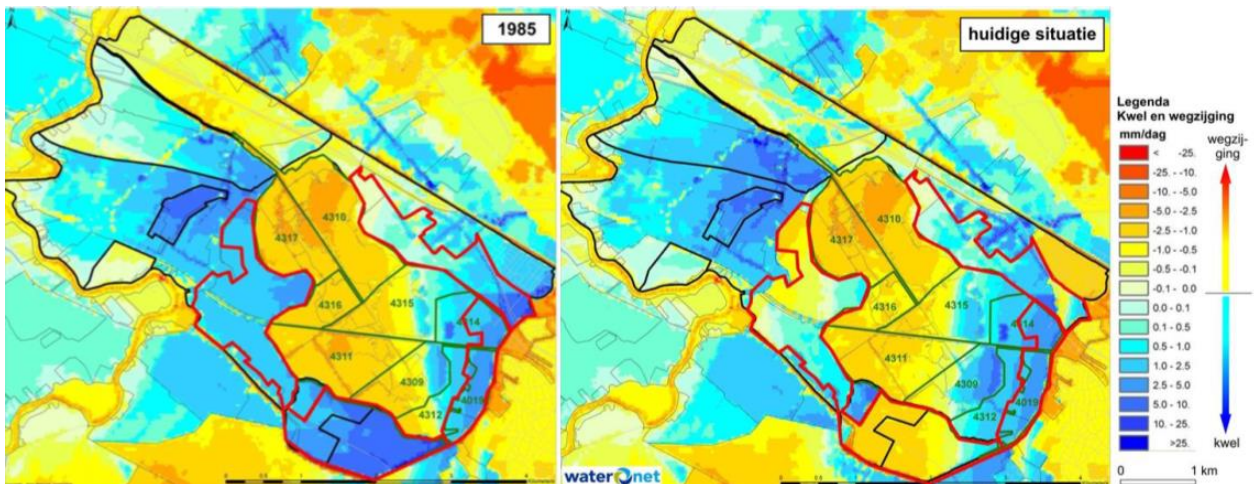 1985
4310
4317
4316
4315
4311
4309
4312
4014
4019
huidige situatie
4310
4317
4316
4315
4311
4309
4312
4014
4019
waternet
Legenda
Kwel en wegzijging
mm/dag
< -25.
-25. - -10.
-10. - -5.0
-5.0 - -2.5
-2.5 - -1.0
-1.0 - -0.5
-0.5 - -0.1
-0.1 - 0.0
0.0 - 0.1
0.1 - 0.5
0.5 - 1.0
1.0 - 2.5
2.5 - 5.0
5.0 - 10.
10. - 25.
>25.
wegzij-
ging
kwel
0 1 km